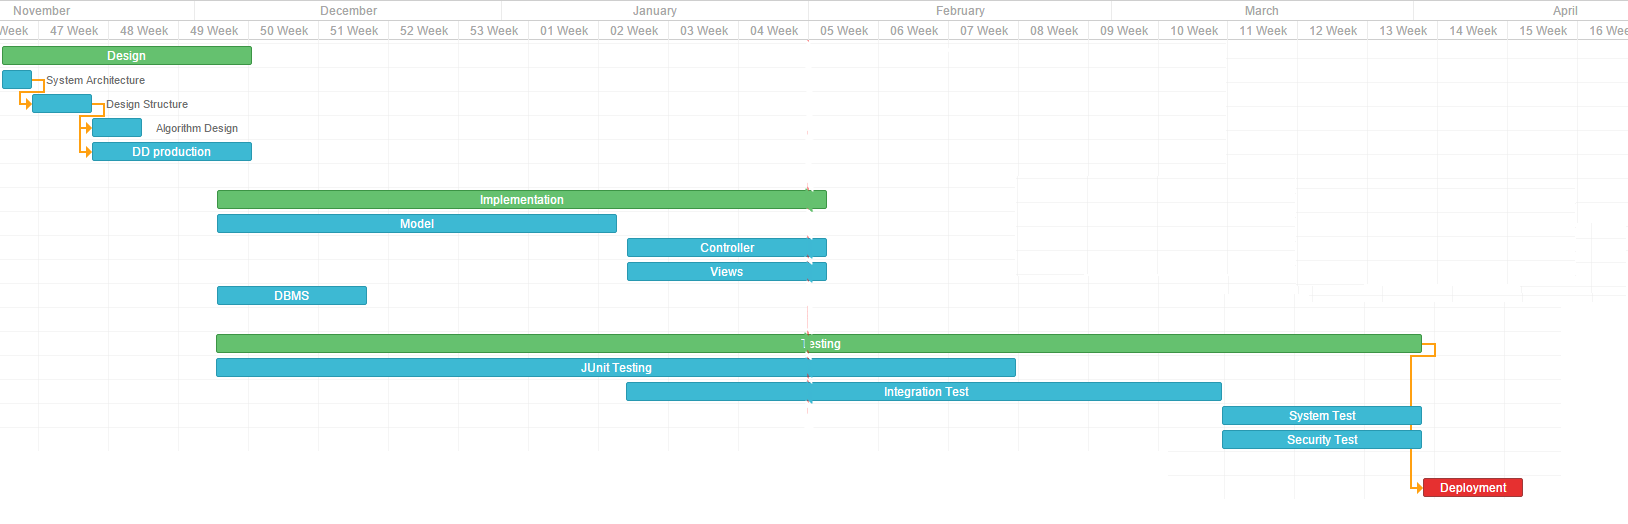 November December January February March April
Week 47 Week 48 Week 49 Week 50 Week 51 Week 52 Week 53 Week 01 Week 02 Week 03 Week 04 Week 05 Week 06 Week 07 Week 08 Week 09 Week 10 Week 11 Week 12 Week 13 Week 14 Week 15 Week 16 Wee
Design
System Architecture
Design Structure
Algorithm Design
DD production
Implementation
Model
Controller
Views
DBMS
Testing
JUnit Testing
Integration Test
System Test
Security Test
Deployment